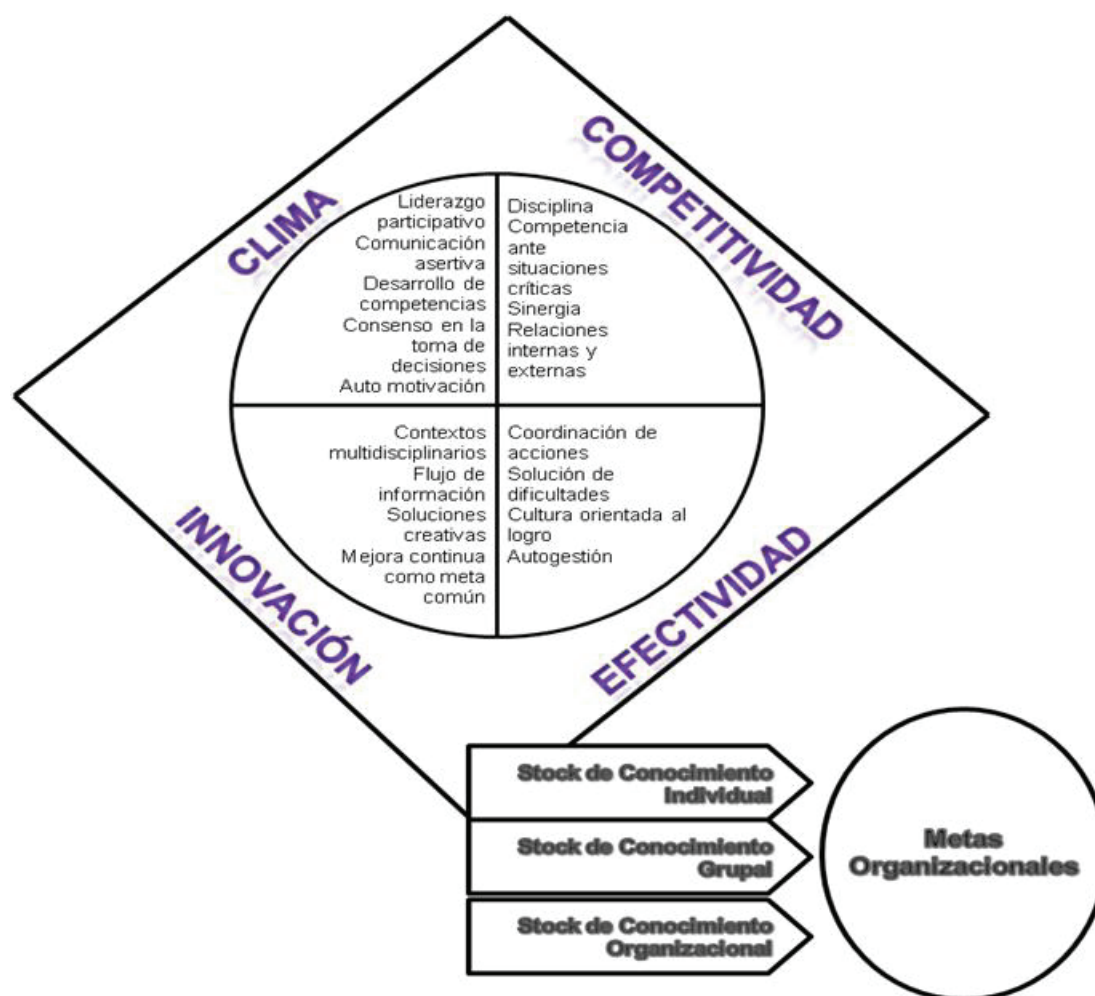 CLIMA
COMPETITIVIDAD
Liderazgo
participativo
Comunicación
asertiva
Desarrollo de
competencias
Consenso en la
toma de
decisiones
Auto motivación
Disciplina
Competencia
ante
situaciones
críticas
Sinergia
Relaciones
internas y
externas
Contextos
multidisciplinarios
Flujo de
información
Soluciones
creativas
Mejora continua
como meta
común
Coordinación de
acciones
Solución de
dificultades
Cultura orientada al
logro
Autogestión
INNOVACIÓN
EFECTIVIDAD
Stock de Conocimiento
Individual
Stock de Conocimiento
Grupal
Stock de Conocimiento
Organizacional
Metas
Organizacionales